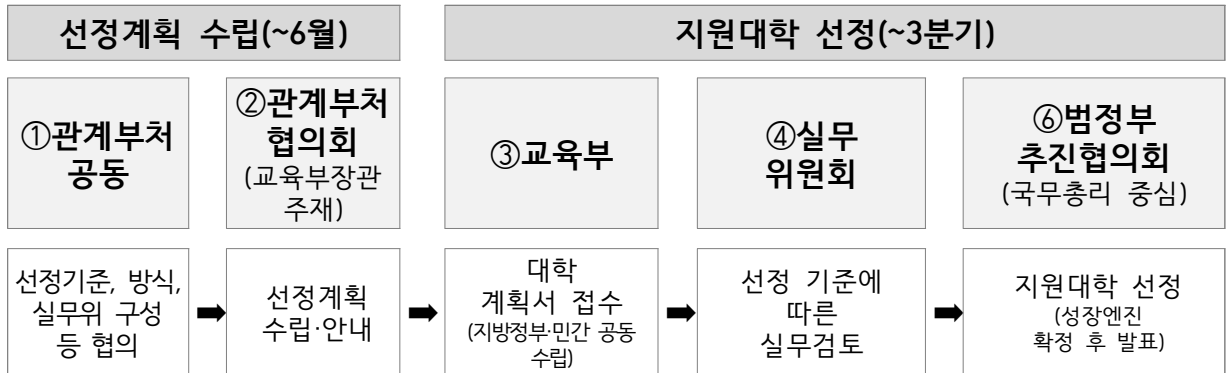 선정계획 수립(~6월)
지원대학 선정(~3분기)
①관계부처
공동
②관계부처
협의회
(교육부장관
주재)
③교육부
④실무
위원회
⑥범정부
추진협의회
(국무총리 중심)
선정기준, 방식,
실무위 구성
등 협의
➡
선정계획
수립·안내
➡
대학
계획서 접수
(지방정부·민간 공동
수립)
➡
선정 기준에
따른
실무검토
➡
지원대학 선정
(성장엔진
확정 후 발표)